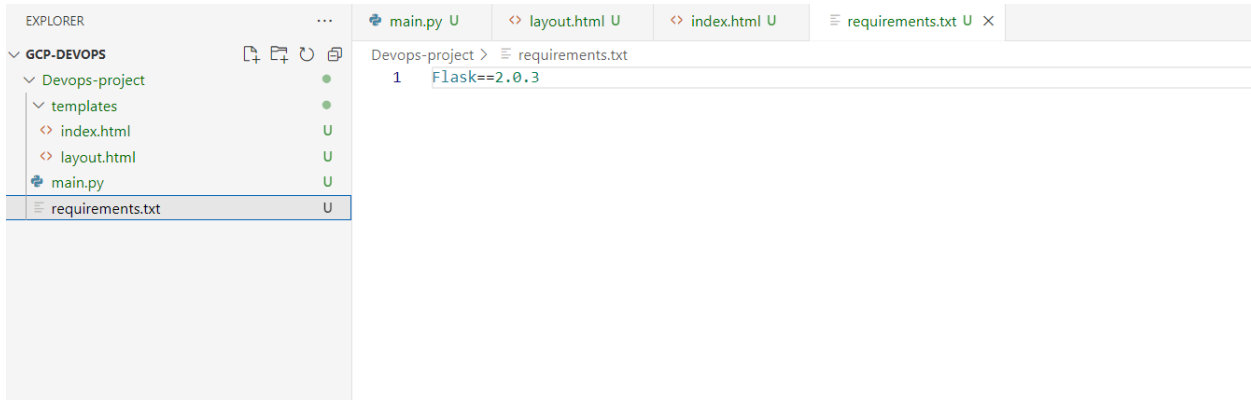 EXPLORER ...
GCP-DEVOPS
Devops-project
templates
index.html U
layout.html U
main.py U
requirements.txt U
main.py U layout.html U index.html U requirements.txt U
Devops-project > requirements.txt
1 Flask==2.0.3